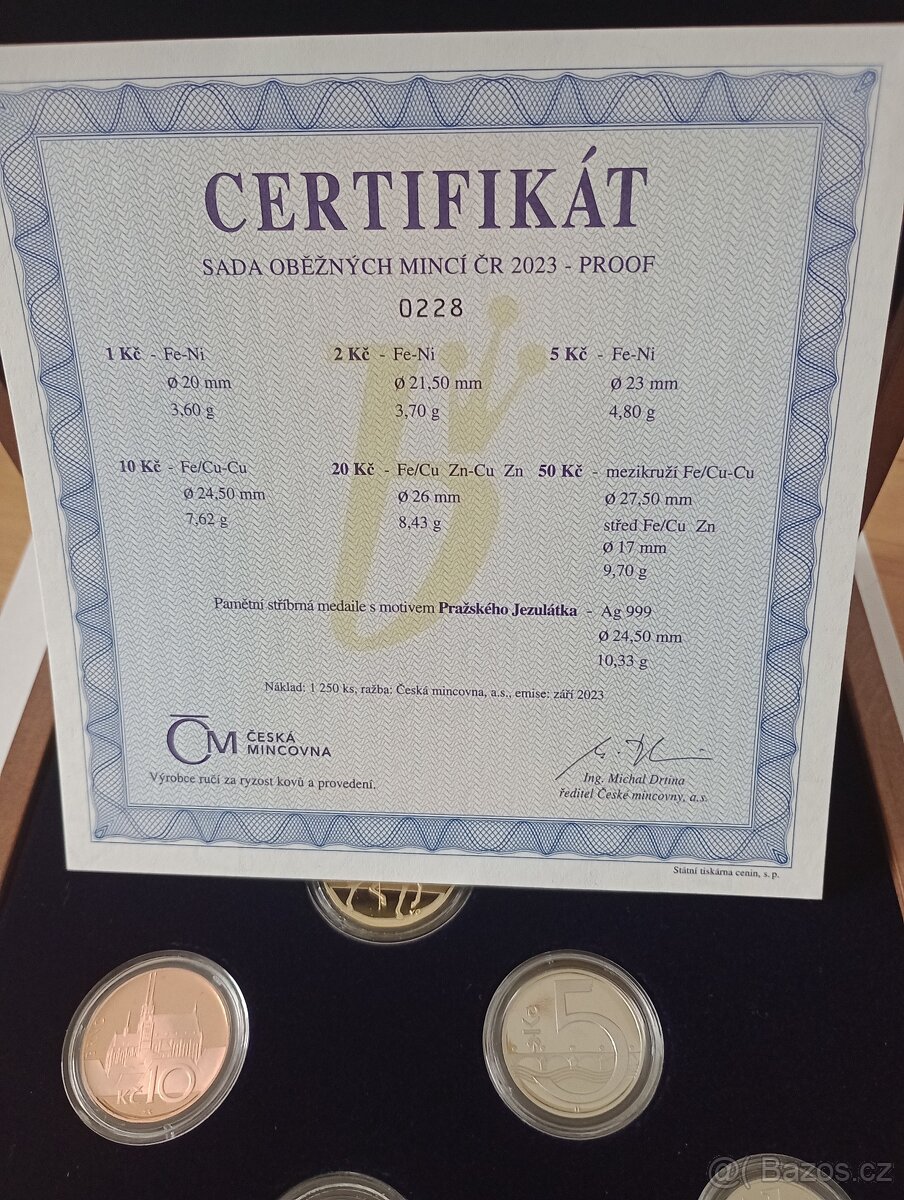 CERTIFIKÁT
SADA OBĚŽNÝCH MINCÍ ČR 2023 - PROOF
0228
1 Kč - Fe-Ni
Ø 20 mm
3,60 g
2 Kč - Fe-Ni
Ø 21,50 mm
3,70 g
5 Kč - Fe-Ni
Ø 23 mm
4,80 g
10 Kč - Fe/Cu-Cu
Ø 24,50 mm
7,62 g
20 Kč - Fe/Cu Zn-Cu Zn
Ø 26 mm
8,43 g
50 Kč - mezikruží Fe/Cu-Cu
Ø 27,50 mm
střed Fe/Cu Zn
Ø 17 mm
9,70 g
Pamětní stříbrná medaile s motivem Pražského Jezulátka - Ag 999
Ø 24,50 mm
10,33 g
Náklad: 1 250 ks, ražba: Česká mincovna, a.s., emise: září 2023
ČM ČESKÁ
MINCOVNA
Výrobce ručí za ryzost kovů a provedení.
Ing. Michal Drtina
ředitel České mincovny, a.s.
Státní tiskárna cenin, s. p.
Kč 10
5
Kč
Bazos.cz